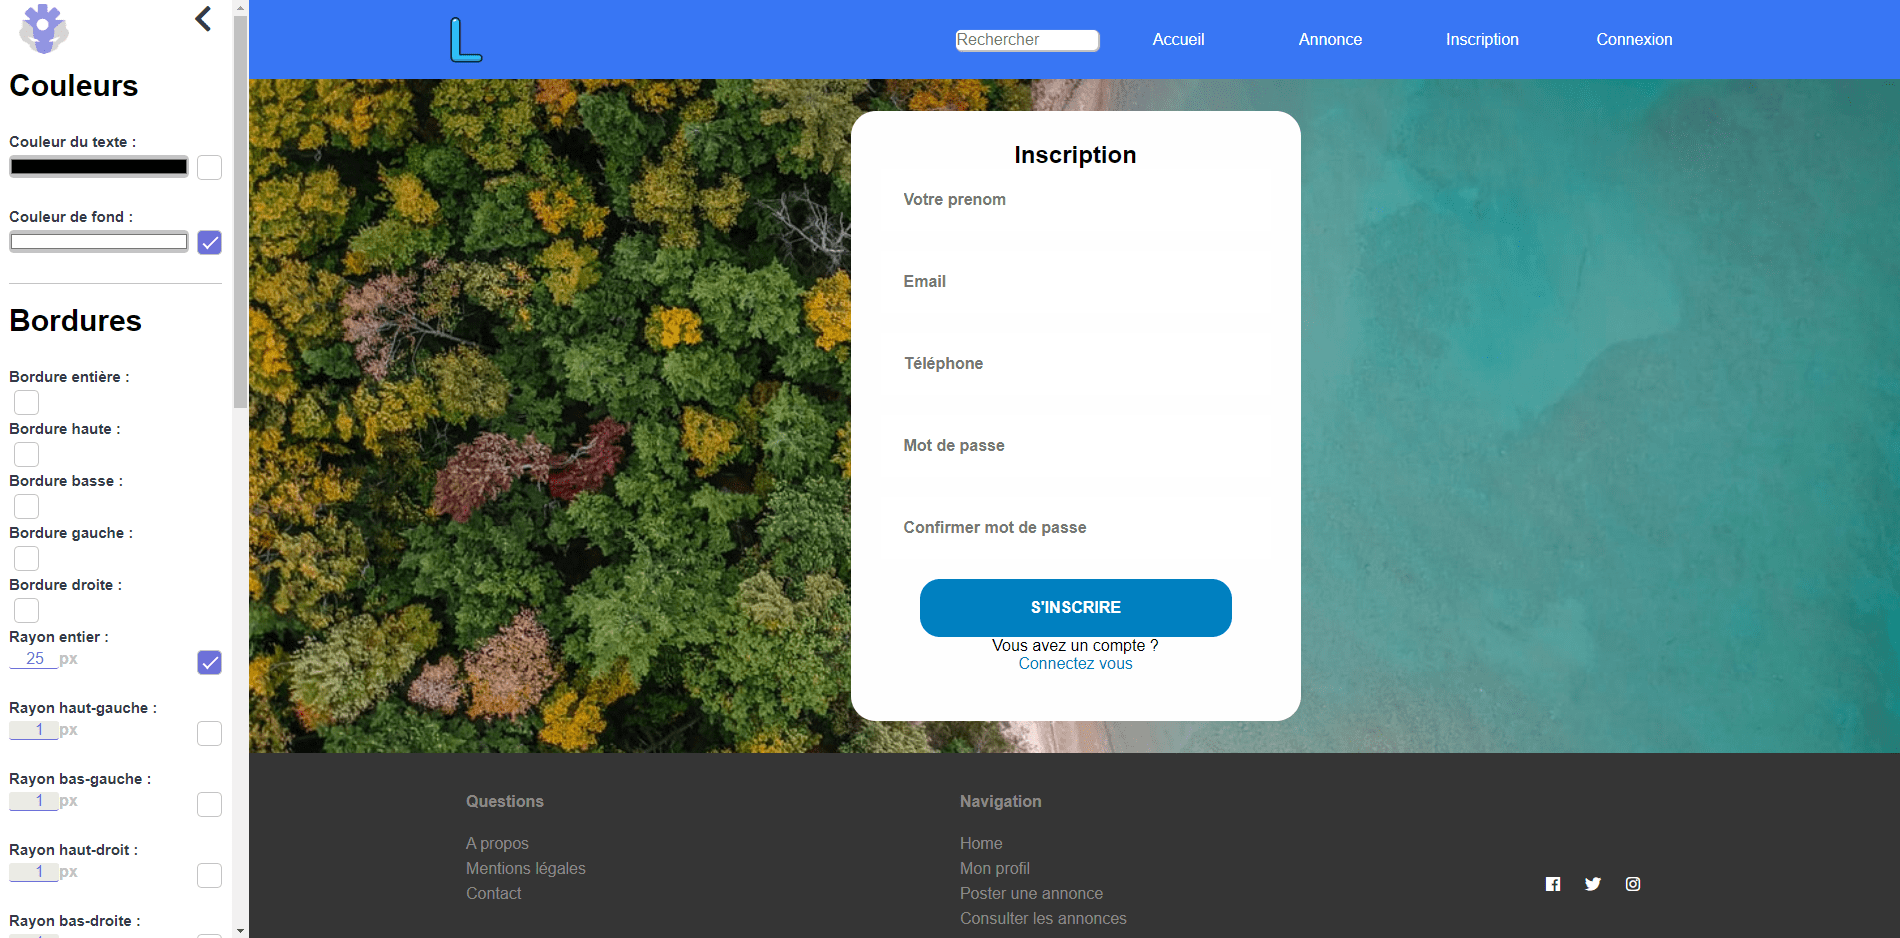 Couleurs
Couleur du texte :
Couleur de fond :
Bordures
Bordure entière :
Bordure haute :
Bordure basse :
Bordure gauche :
Bordure droite :
Rayon entier :
25 px
Rayon haut-gauche :
1 px
Rayon bas-gauche :
1 px
Rayon haut-droit :
1 px
Rayon bas-droite :
L
Rechercher
Accueil
Annonce
Inscription
Connexion
Inscription
Votre prenom
Email
Téléphone
Mot de passe
Confirmer mot de passe
S'INSCRIRE
Vous avez un compte ?
Connectez vous
Questions
A propos
Mentions légales
Contact
Navigation
Home
Mon profil
Poster une annonce
Consulter les annonces